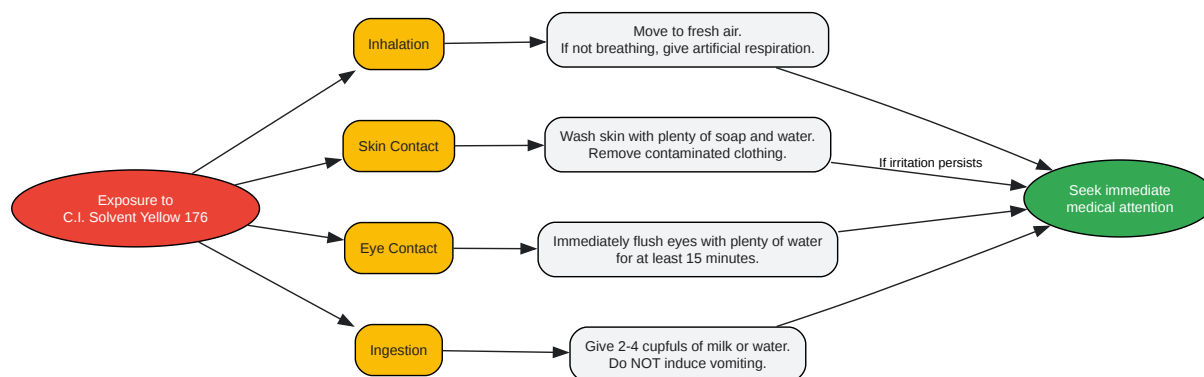 Exposure to
C.I. Solvent Yellow 176
Inhalation
Move to fresh air.
If not breathing, give artificial respiration.
Skin Contact
Wash skin with plenty of soap and water.
Remove contaminated clothing.
If irritation persists
Eye Contact
Immediately flush eyes with plenty of water
for at least 15 minutes.
Ingestion
Give 2-4 cupfuls of milk or water.
Do NOT induce vomiting.
Seek immediate
medical attention